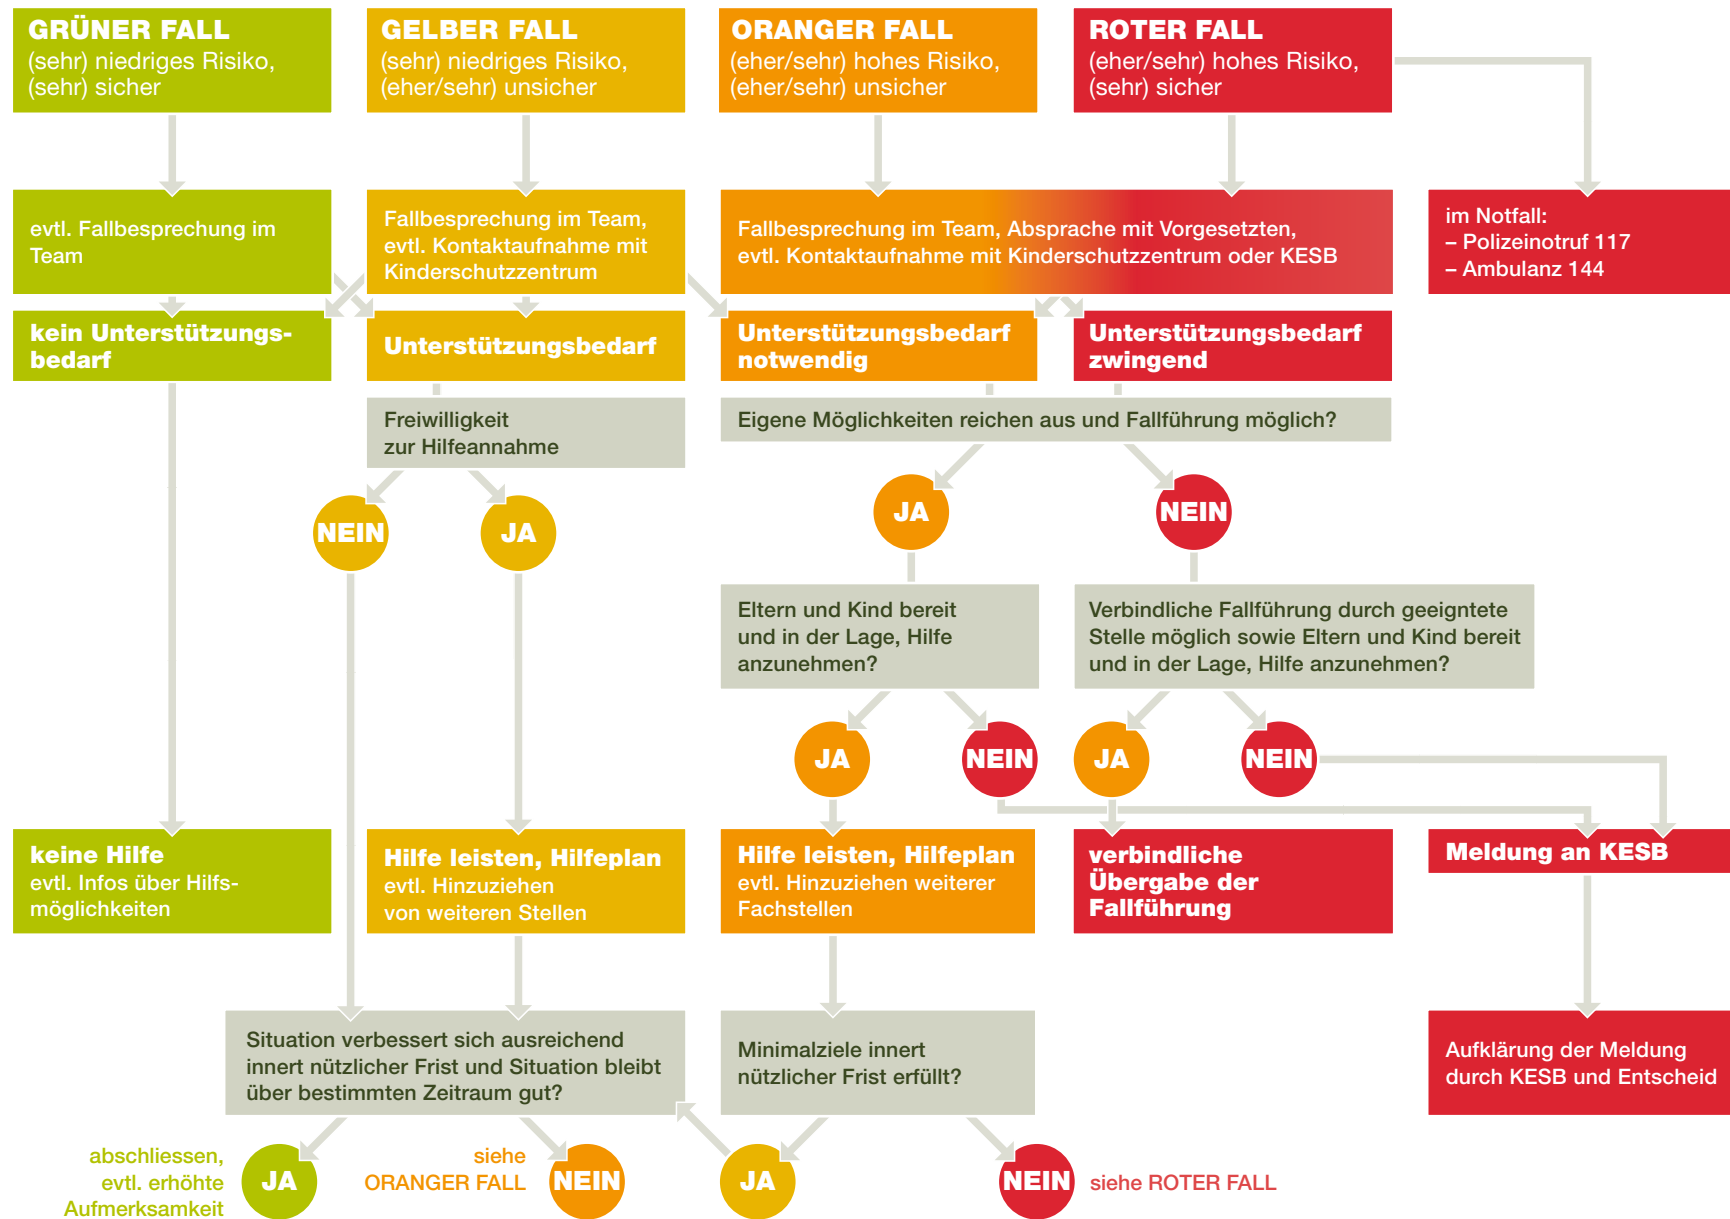 GRÜNER FALL
(sehr) niedriges Risiko,
(sehr) sicher
GELBER FALL
(sehr) niedriges Risiko,
(eher/sehr) unsicher
ORANGER FALL
(eher/sehr) hohes Risiko,
(eher/sehr) unsicher
ROTER FALL
(eher/sehr) hohes Risiko,
(sehr) sicher
evtl. Fallbesprechung im
Team
Fallbesprechung im Team,
evtl. Kontaktaufnahme mit
Kinderschutzzentrum
Fallbesprechung im Team, Absprache mit Vorgesetzten,
evtl. Kontaktaufnahme mit Kinderschutzzentrum oder KESB
im Notfall:
– Polizeinotruf 117
– Ambulanz 144
kein Unterstützungs-
bedarf
Unterstützungsbedarf
Unterstützungsbedarf
notwendig
Unterstützungsbedarf
zwingend
Freiwilligkeit
zur Hilfeannahme
Eigene Möglichkeiten reichen aus und Fallführung möglich?
NEIN
JA
JA
NEIN
Eltern und Kind bereit
und in der Lage, Hilfe
anzunehmen?
Verbindliche Fallführung durch geeigntete
Stelle möglich sowie Eltern und Kind bereit
und in der Lage, Hilfe anzunehmen?
JA
NEIN
JA
NEIN
keine Hilfe
evtl. Infos über Hilfs-
möglichkeiten
Hilfe leisten, Hilfeplan
evtl. Hinzuziehen
von weiteren Stellen
Hilfe leisten, Hilfeplan
evtl. Hinzuziehen weiterer
Fachstellen
verbindliche
Übergabe der
Fallführung
Meldung an KESB
Situation verbessert sich ausreichend
innert nützlicher Frist und Situation bleibt
über bestimmten Zeitraum gut?
Minimalziele innert
nützlicher Frist erfüllt?
Aufklärung der Meldung
durch KESB und Entscheid
abschliessen,
evtl. erhöhte
Aufmerksamkeit
JA
siehe
ORANGER FALL
NEIN
JA
NEIN
siehe ROTER FALL